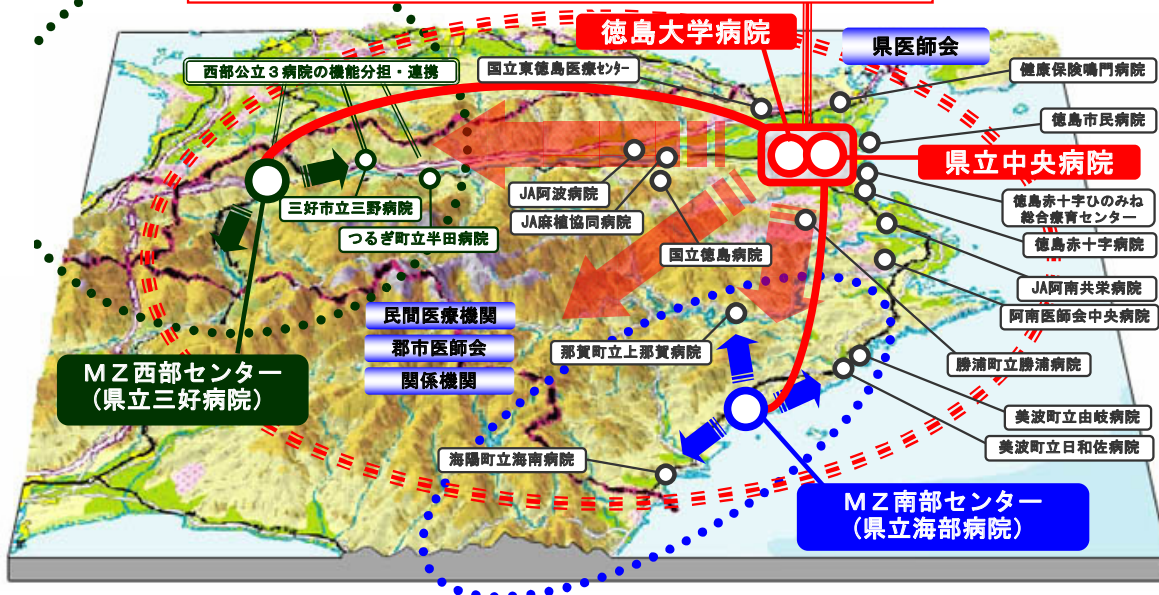 徳島大学病院
県医師会
西部公立３病院の機能分担・連携
国立東徳島医療センター
健康保険鳴門病院
徳島市民病院
県立中央病院
JA阿波病院
三好市立三野病院
JA麻植協同病院
徳島赤十字ひのみね
総合療育センター
つるぎ町立半田病院
国立徳島病院
徳島赤十字病院
JA阿南共栄病院
民間医療機関
阿南医師会中央病院
郡市医師会
那賀町立上那賀病院
勝浦町立勝浦病院
関係機関
ＭＺ西部センター
（県立三好病院）
美波町立由岐病院
美波町立日和佐病院
海陽町立海南病院
ＭＺ南部センター
（県立海部病院）